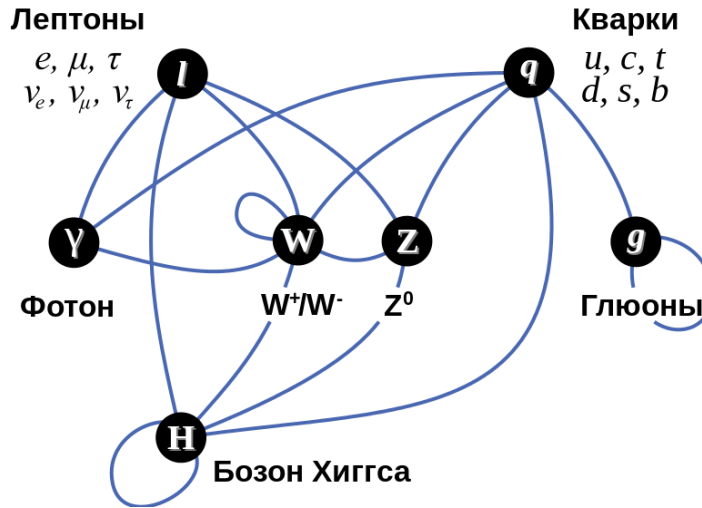 Лептоны
Кварки
e, μ, τ
νe, νμ, ντ
u, c, t
d, s, b
l
q
γ
W
Z
g
Фотон
W+/W-
Z0
Глюоны
H
Бозон Хиггса